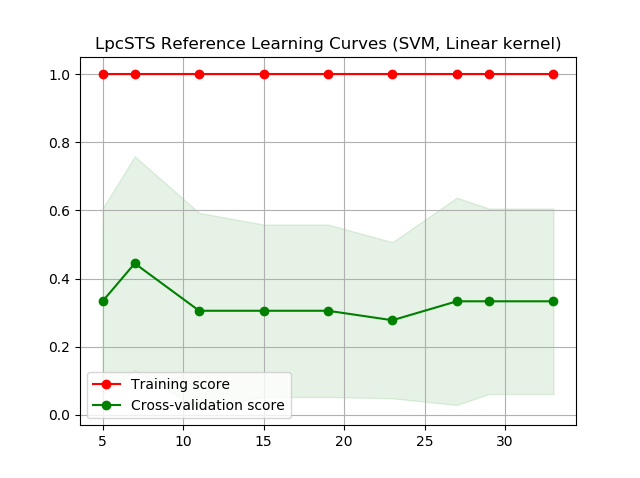 LpcSTS Reference Learning Curves (SVM, Linear kernel)
1.0
0.8
0.6
0.4
0.2
0.0
Training score
Cross-validation score
5 10 15 20 25 30